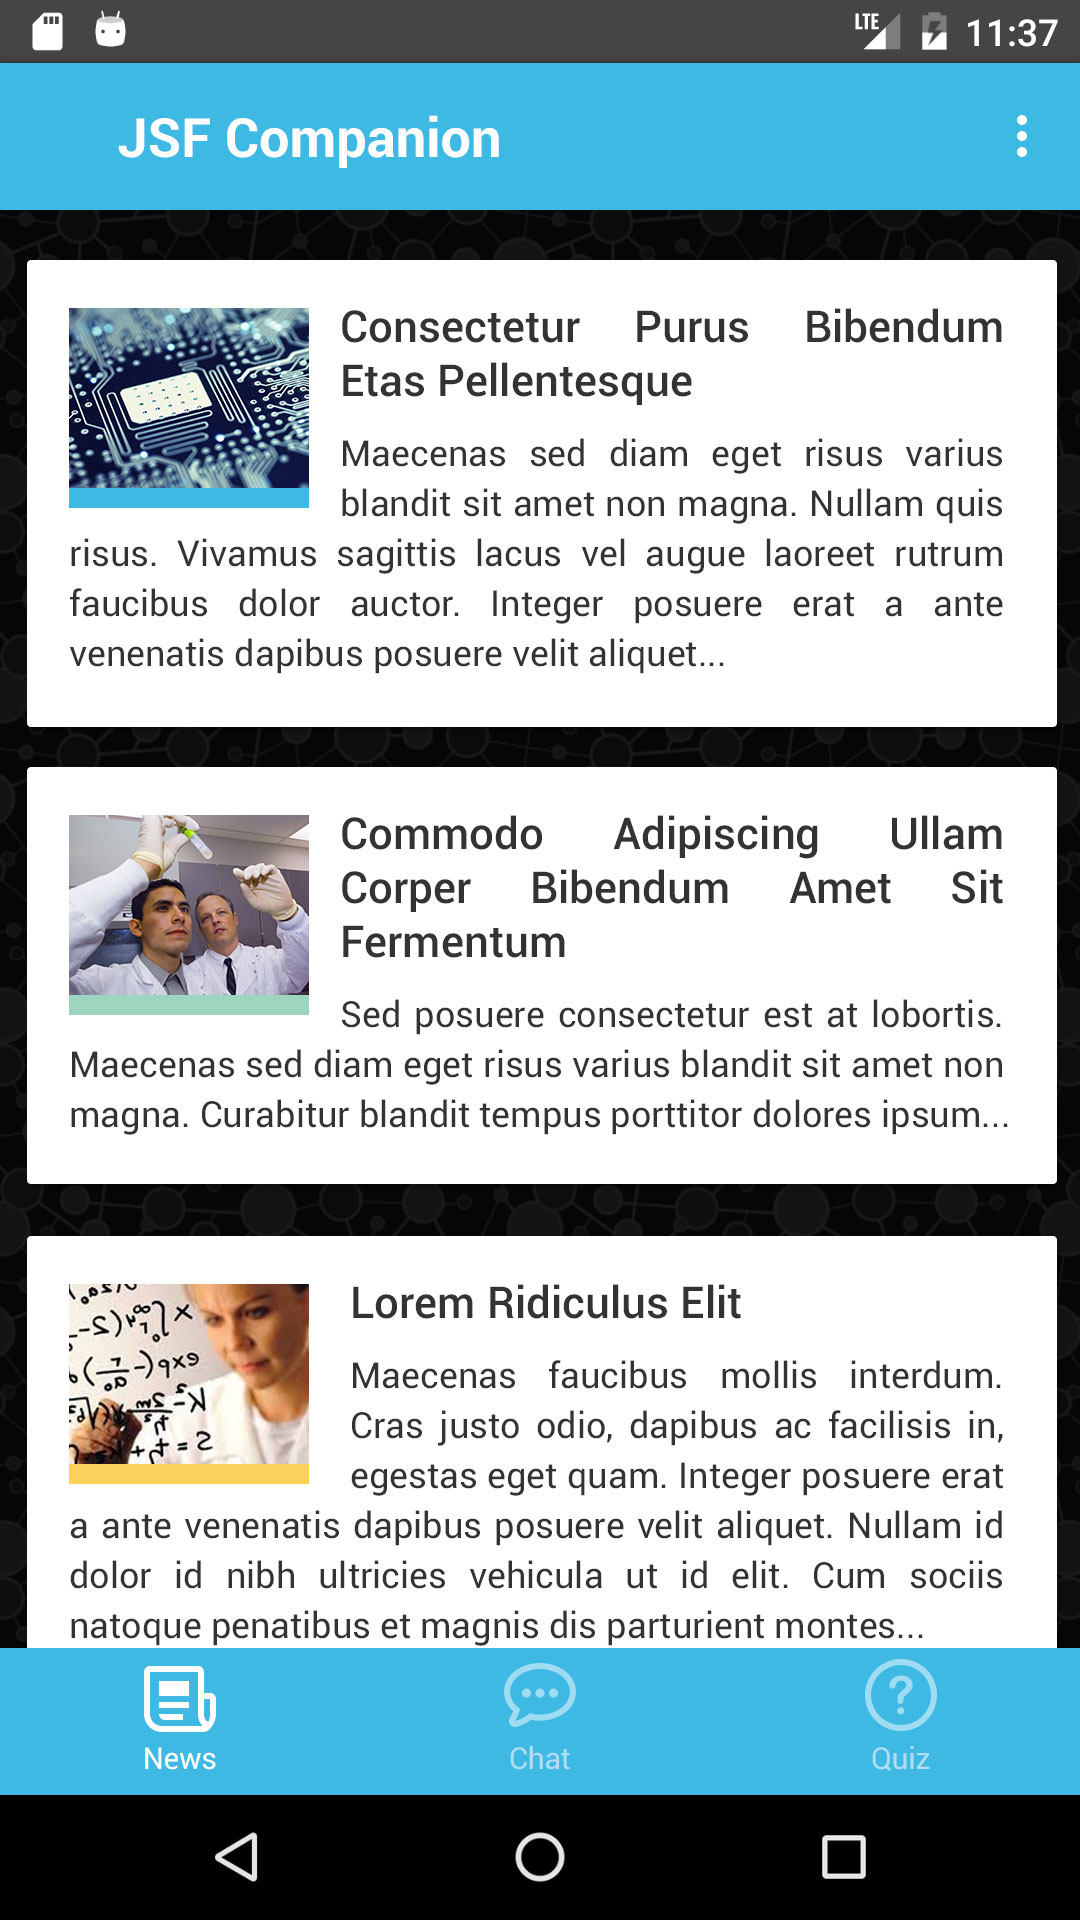 LTE 11:37
JSF Companion
Consectetur Purus Bibendum
Etas Pellentesque
Maecenas sed diam eget risus varius
blandit sit amet non magna. Nullam quis
risus. Vivamus sagittis lacus vel augue laoreet rutrum
faucibus dolor auctor. Integer posuere erat a ante
venenatis dapibus posuere velit aliquet...
Commodo Adipiscing Ullam
Corper Bibendum Amet Sit
Fermentum
Sed posuere consectetur est at lobortis.
Maecenas sed diam eget risus varius blandit sit amet non
magna. Curabitur blandit tempus porttitor dolores ipsum...
Lorem Ridiculus Elit
Maecenas faucibus mollis interdum.
Cras justo odio, dapibus ac facilisis in,
egestas eget quam. Integer posuere erat
a ante venenatis dapibus posuere velit aliquet. Nullam id
dolor id nibh ultricies vehicula ut id elit. Cum sociis
natoque penatibus et magnis dis parturient montes...
News Chat Quiz